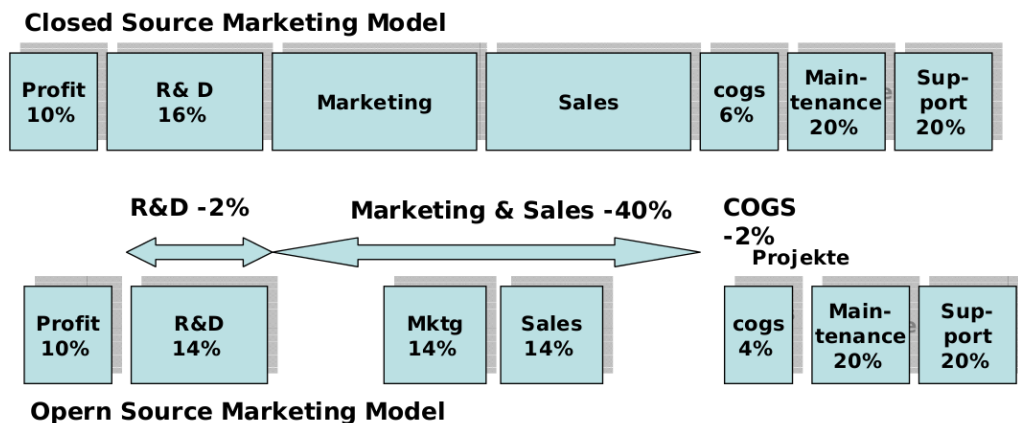 Closed Source Marketing Model
Profit
10%
R& D
16%
Marketing
Sales
cogs
6%
Main-
tenance
20%
Sup-
port
20%
R&D -2%
Marketing & Sales -40%
COGS
-2%
Projekte
Profit
10%
R&D
14%
Mktg
14%
Sales
14%
cogs
4%
Main-
tenance
20%
Sup-
port
20%
Opern Source Marketing Model